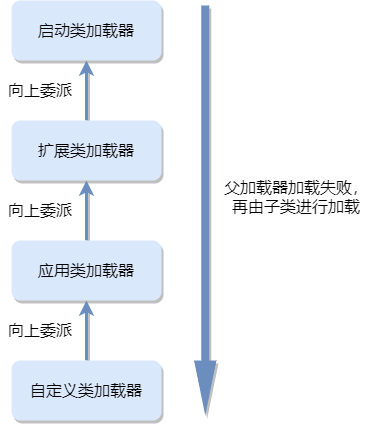 启动类加载器
向上委派
扩展类加载器
父加载器加载失败，
再由子类进行加载
向上委派
应用类加载器
向上委派
自定义类加载器